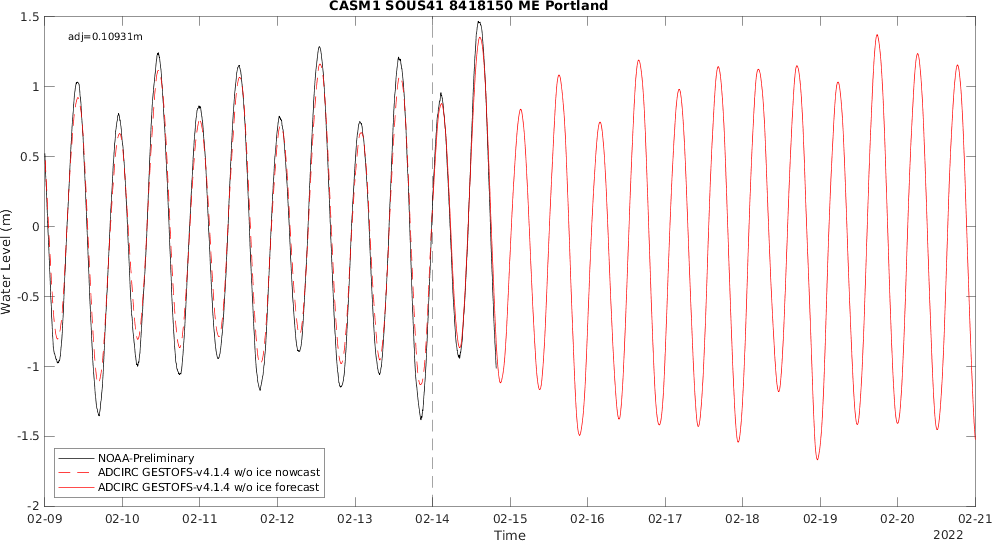 CASM1 SOUS41 8418150 ME Portland
adj=0.10931m
1.5
1
0.5
0
-0.5
-1
-1.5
-2
Water Level (m)
NOAA-Preliminary
ADCIRC GESTOFS-v4.1.4 w/o ice nowcast
ADCIRC GESTOFS-v4.1.4 w/o ice forecast
02-09 02-10 02-11 02-12 02-13 02-14 02-15 02-16 02-17 02-18 02-19 02-20 02-21
Time
2022